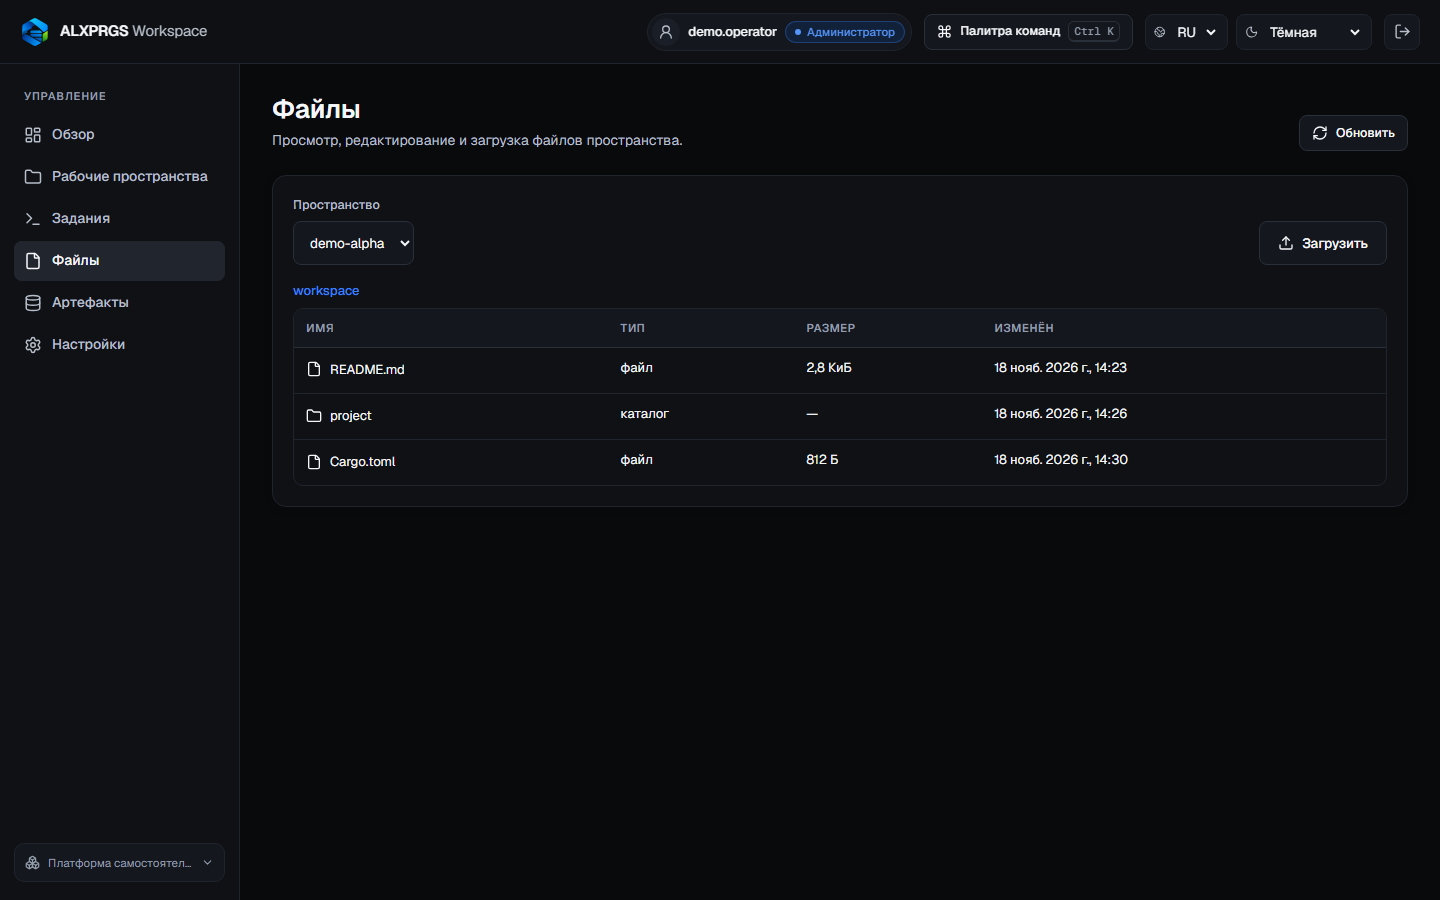 ALXPRGS Workspace
demo.operator
Администратор
Палитра команд
Ctrl K
RU
Тёмная
УПРАВЛЕНИЕ
Обзор
Рабочие пространства
Задания
Файлы
Артефакты
Настройки
Платформа самостоятел...
Файлы
Просмотр, редактирование и загрузка файлов пространства.
Обновить
Пространство
demo-alpha
Загрузить
workspace
ИМЯ ТИП РАЗМЕР ИЗМЕНЁН
README.md файл 2,8 КиБ 18 нояб. 2026 г., 14:23
project каталог — 18 нояб. 2026 г., 14:26
Cargo.toml файл 812 Б 18 нояб. 2026 г., 14:30